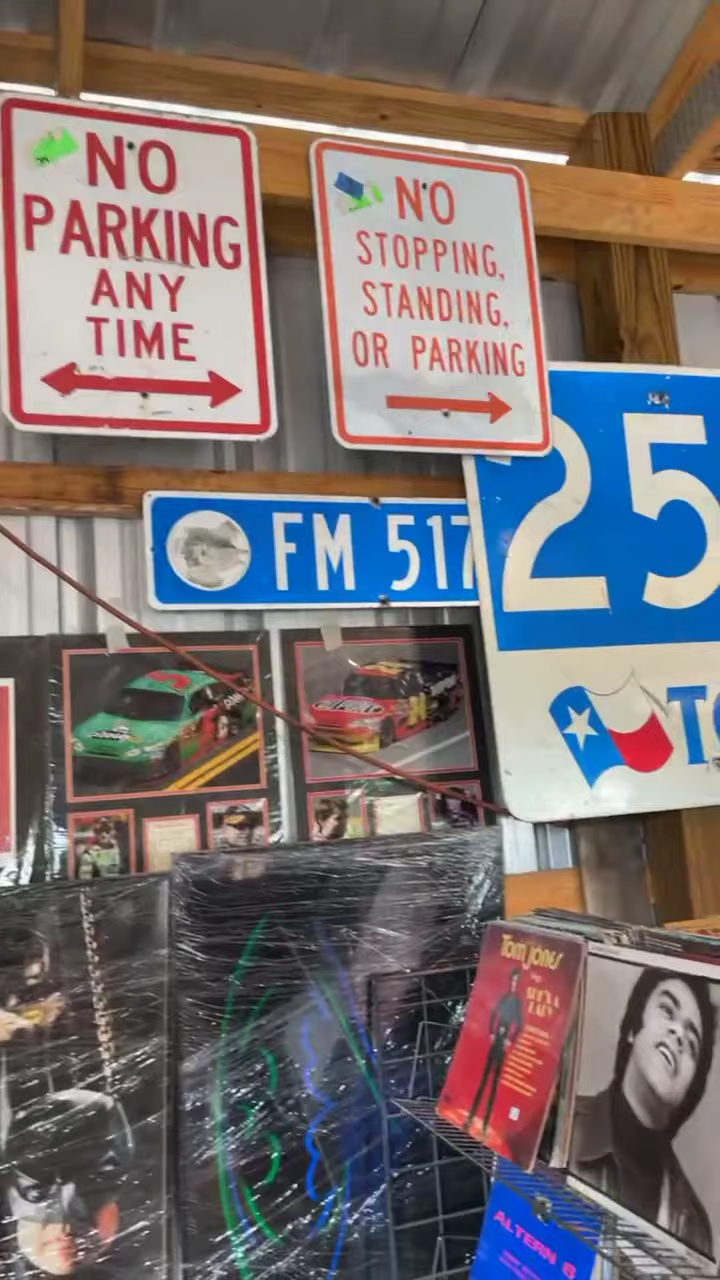 NO
PARKING
ANY
TIME
NO
STOPPING,
STANDING,
OR PARKING
FM 517
25
Tom Jones
ALTERN 8